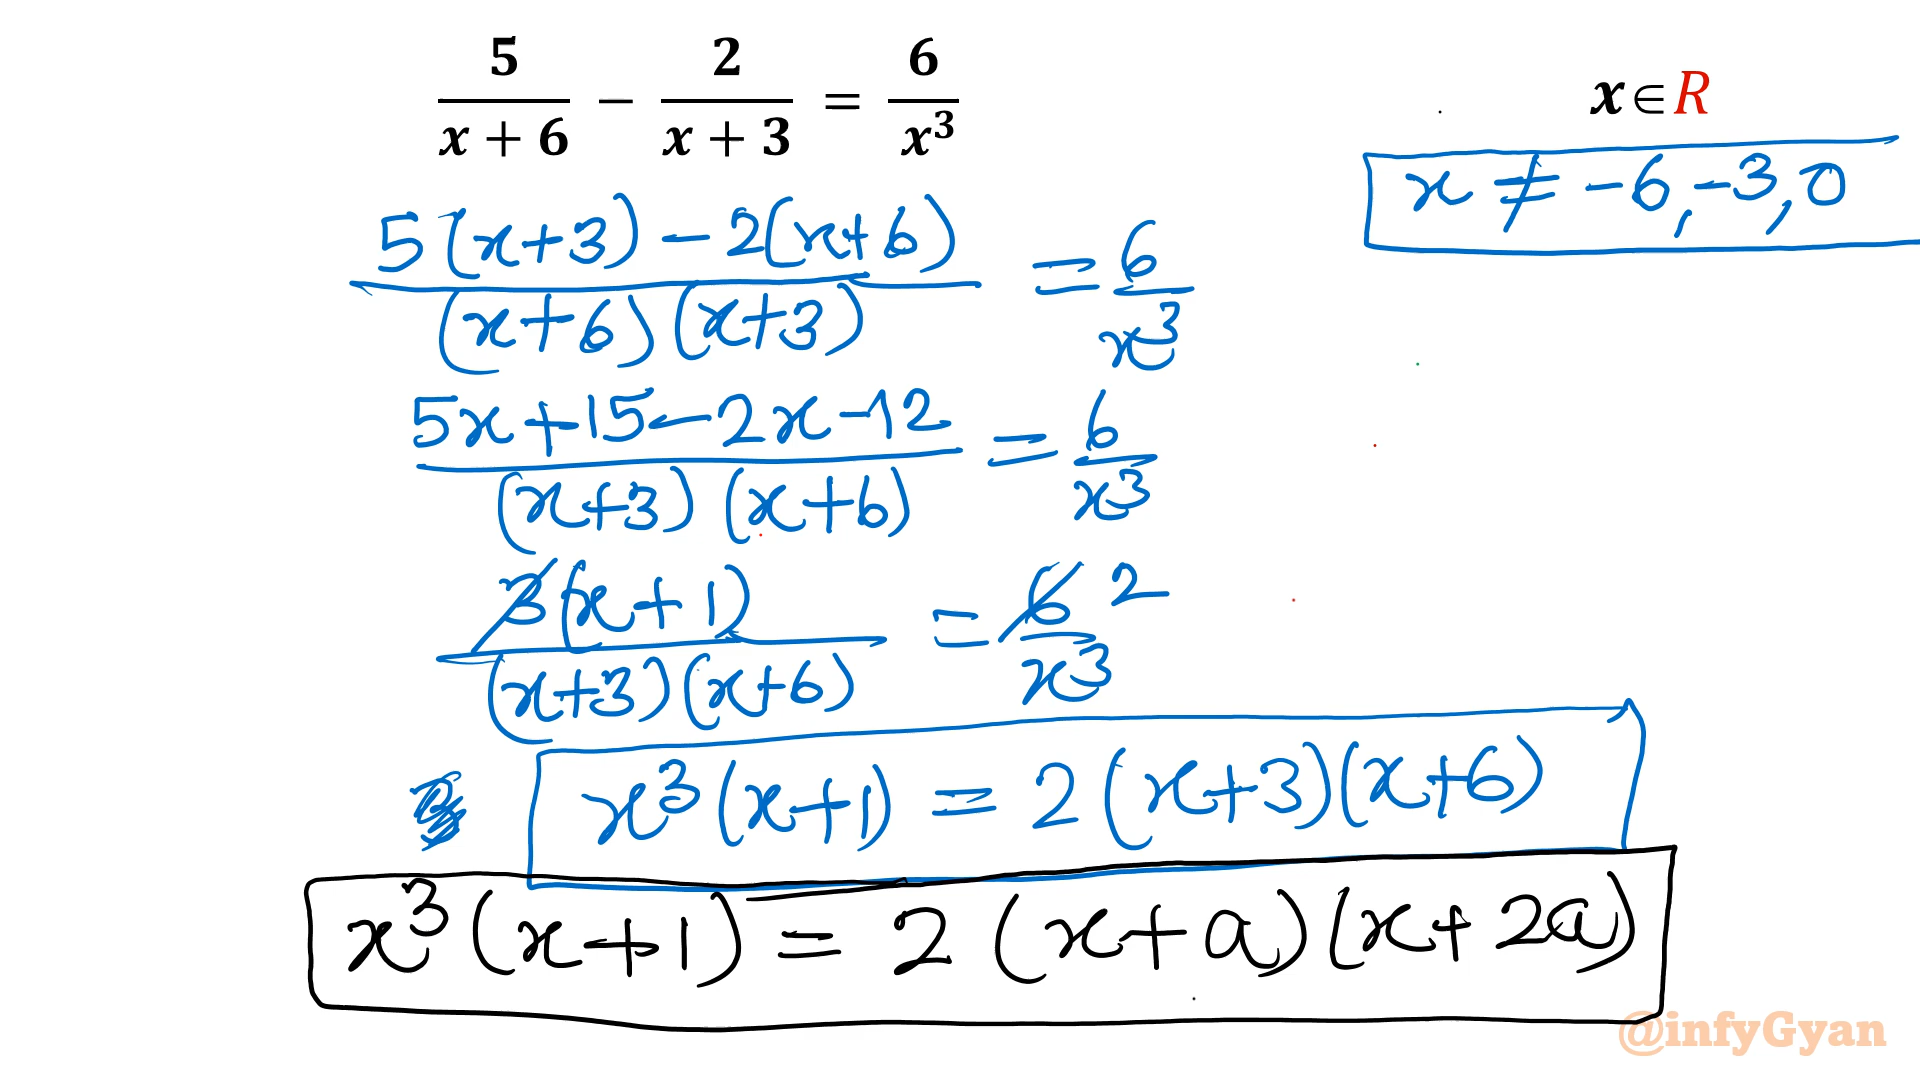 5/(x + 6) − 2/(x + 3) = 6/x³
x ∈ R
x ≠ −6, −3, 0
(5(x+3) − 2(x+6))/((x+6)(x+3)) = 6/x³
(5x+15−2x−12)/((x+3)(x+6)) = 6/x³
3(x+1)/((x+3)(x+6)) = 6/x³ 2
x³(x+1) = 2(x+3)(x+6)
x³(x+1) = 2(x+a)(x+2a)
@infyGyan